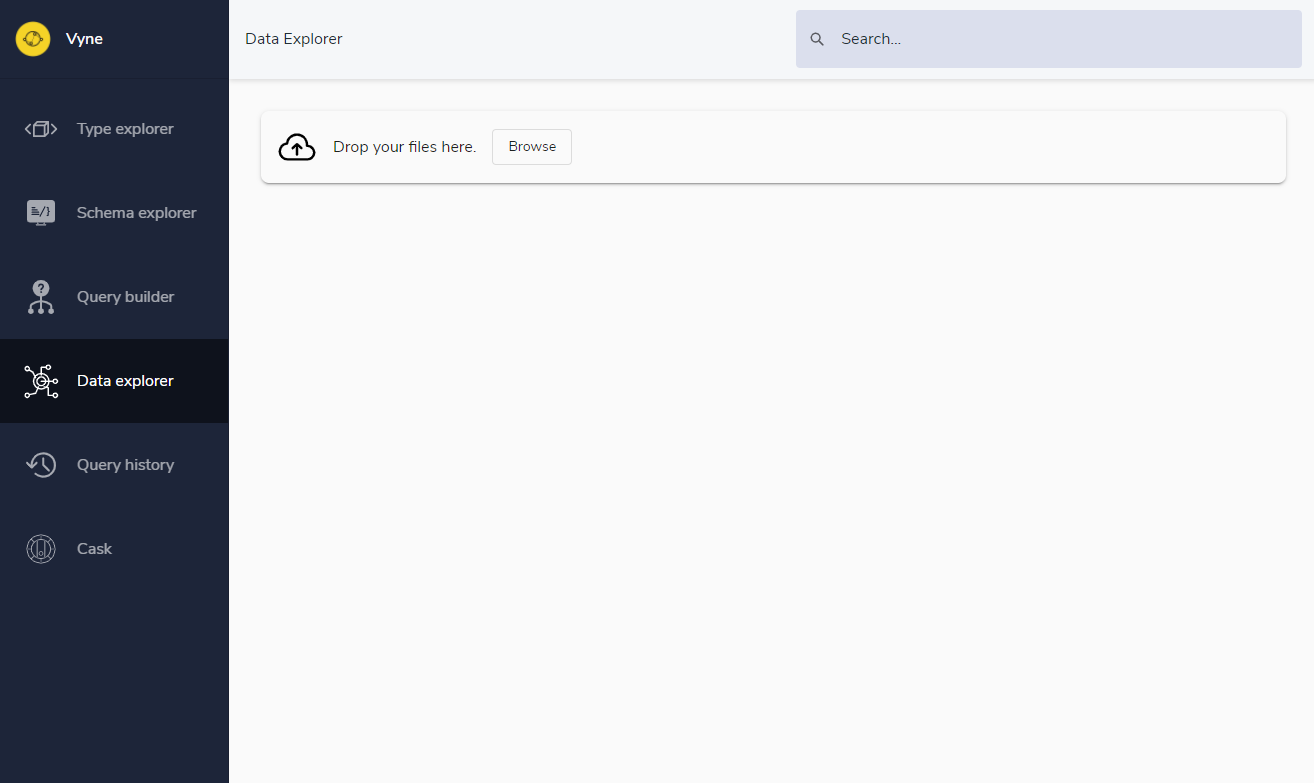 Vyne
Data Explorer
Search...
Type explorer
Schema explorer
Query builder
Data explorer
Query history
Cask
Drop your files here.
Browse